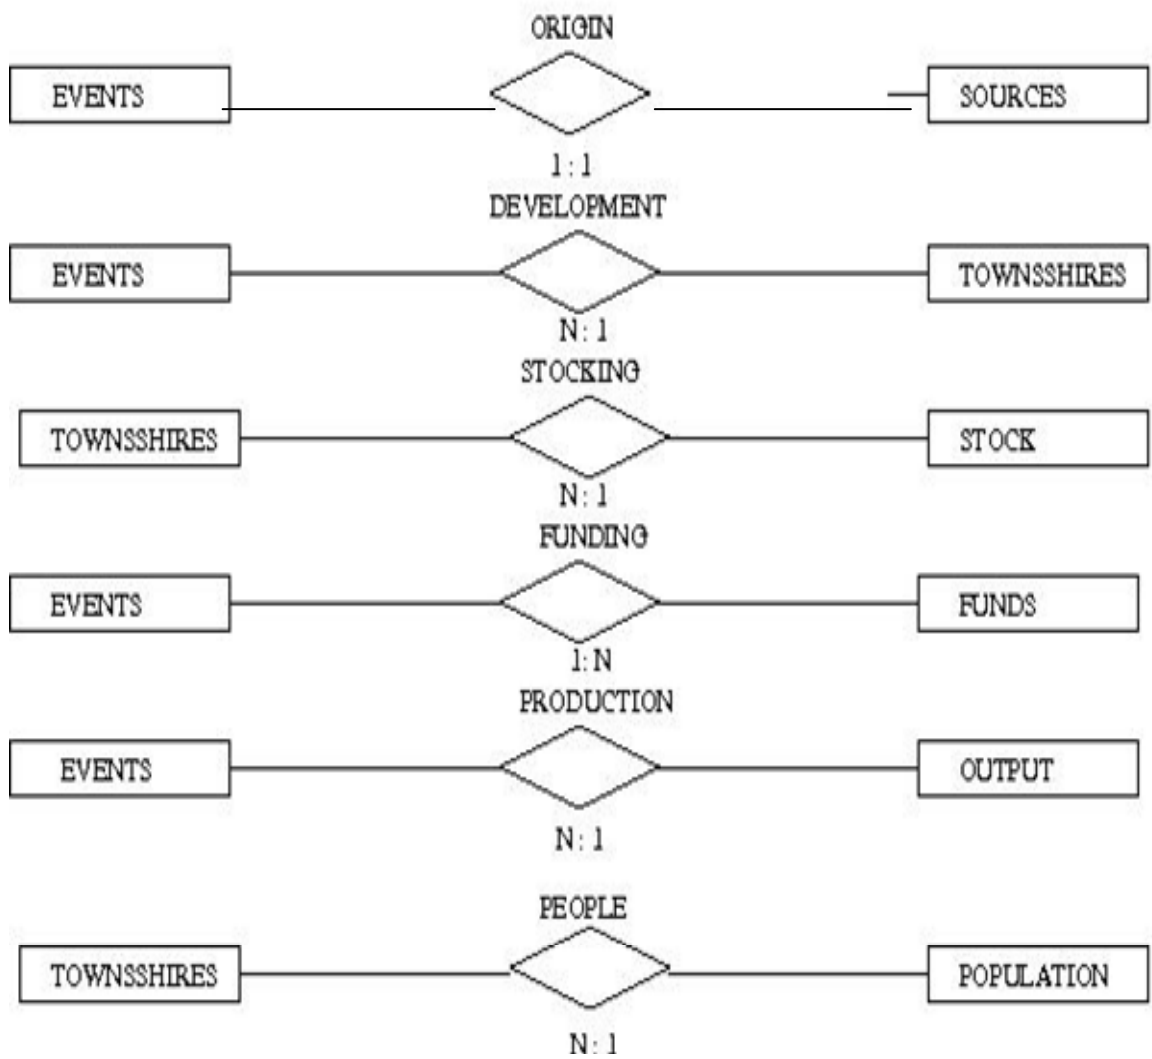 ORIGIN
EVENTS
SOURCES
1 : 1
DEVELOPMENT
EVENTS
TOWNSSHIRES
N : 1
STOCKING
TOWNSSHIRES
STOCK
N : 1
FUNDING
EVENTS
FUNDS
1 : N
PRODUCTION
EVENTS
OUTPUT
N : 1
PEOPLE
TOWNSSHIRES
POPULATION
N : 1